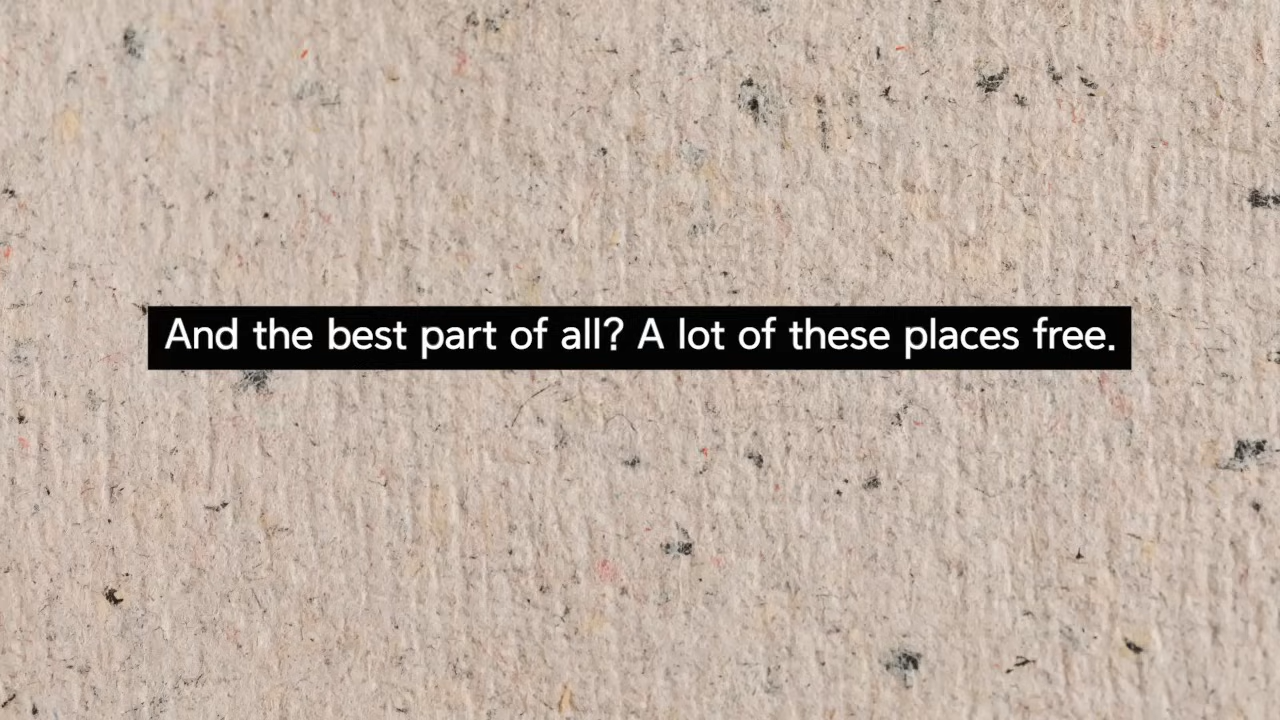 And the best part of all? A lot of these places free.